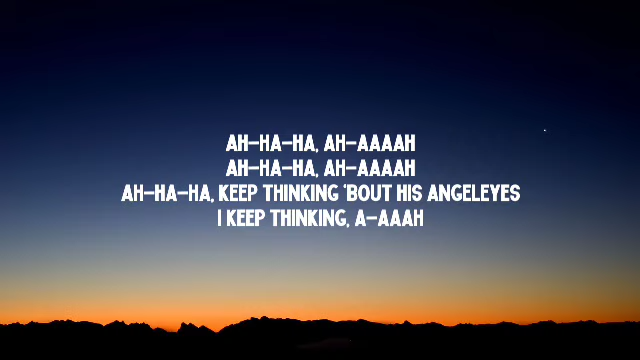 AH-HA-HA, AH-AAAAH
AH-HA-HA, AH-AAAAH
AH-HA-HA, KEEP THINKING 'BOUT HIS ANGELEYES
I KEEP THINKING, A-AAAH